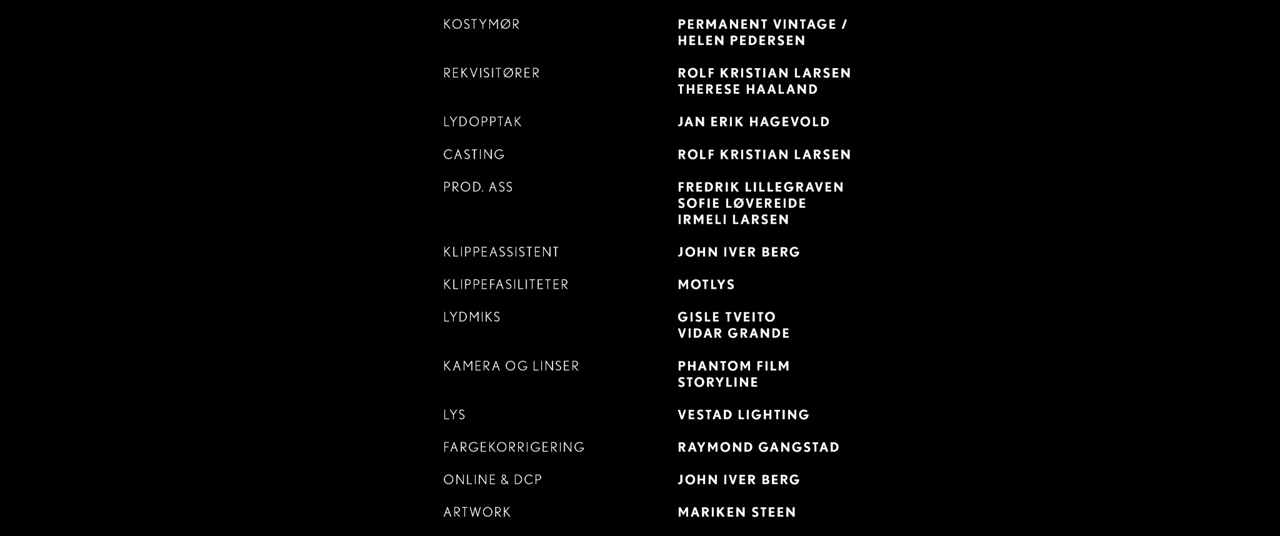 KOSTYMØR PERMANENT VINTAGE /
HELEN PEDERSEN
REKVISITØRER ROLF KRISTIAN LARSEN
THERESE HAALAND
LYDOPPTAK JAN ERIK HAGEVOLD
CASTING ROLF KRISTIAN LARSEN
PROD. ASS FREDRIK LILLEGRAVEN
SOFIE LØVEREIDE
IRMELI LARSEN
KLIPPEASSISTENT JOHN IVER BERG
KLIPPEFASILITETER MOTLYS
LYDMIKS GISLE TVEITO
VIDAR GRANDE
KAMERA OG LINSER PHANTOM FILM
STORYLINE
LYS VESTAD LIGHTING
FARGEKORRIGERING RAYMOND GANGSTAD
ONLINE & DCP JOHN IVER BERG
ARTWORK MARIKEN STEEN